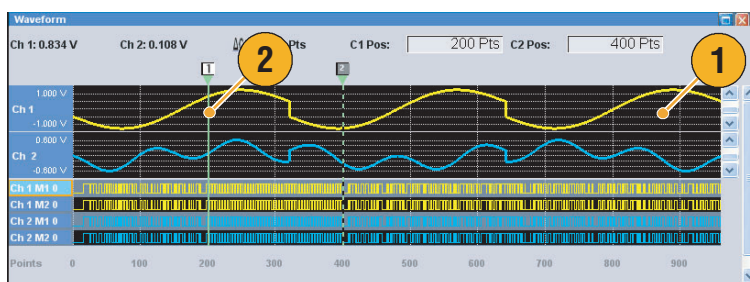 Waveform
Ch 1: 0.834 V Ch 2: 0.108 V Pts C1 Pos: 200 Pts C2 Pos: 400 Pts
1 2
2 1
1.000 V
Ch 1
-1.000 V
0.600 V
Ch 2
-0.600 V
Ch 1 M1 0
Ch 1 M2 0
Ch 2 M1 0
Ch 2 M2 0
Points 0 100 200 300 400 500 600 700 800 900